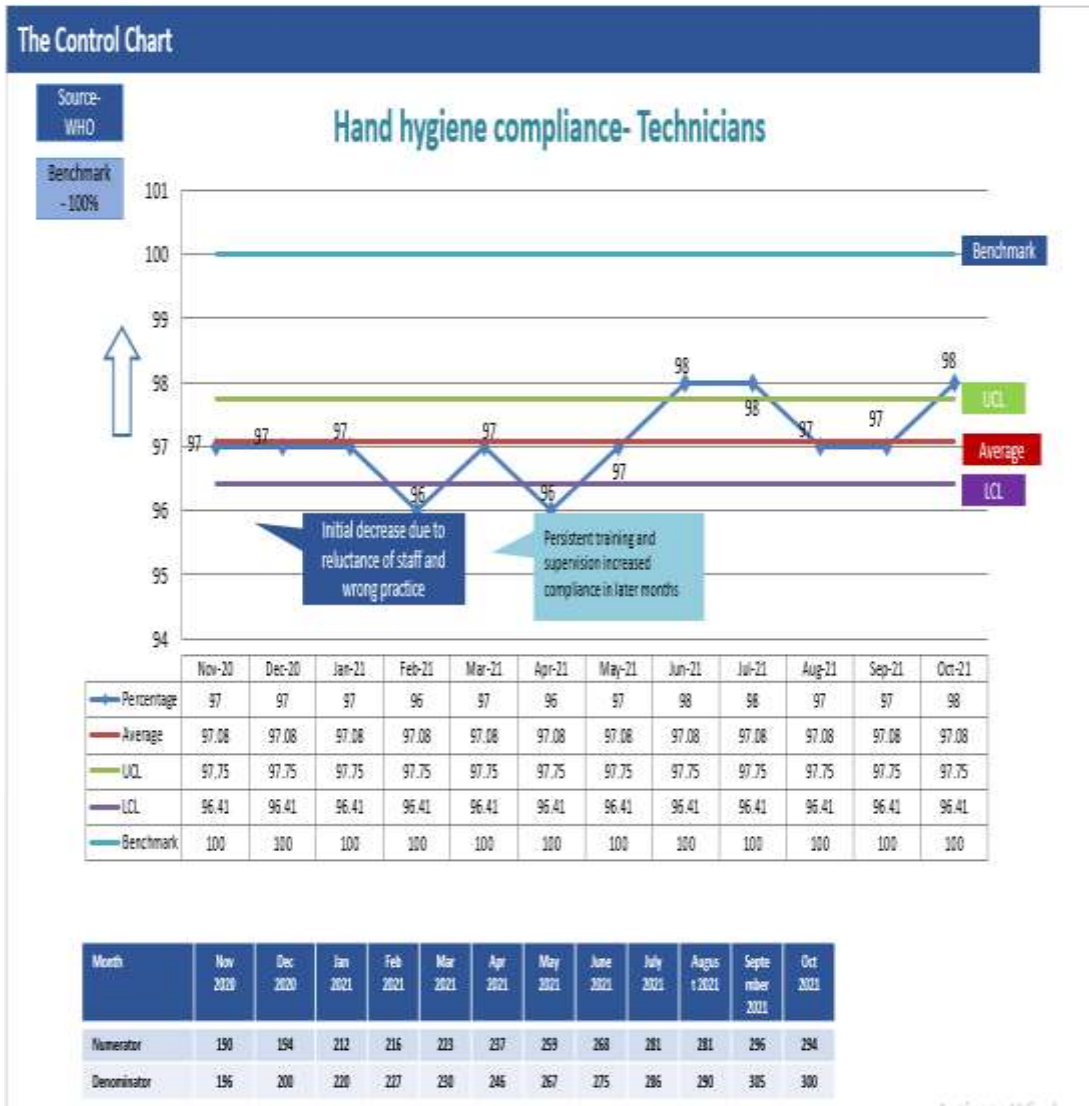 The Control Chart
Source-
WHO
Benchmark
- 100%
Hand hygiene compliance- Technicians
101
100
99
98
97
96
95
94
Benchmark
UCL
Average
LCL
97
97
97
96
97
96
97
98
98
97
97
98
Initial decrease due to
reluctance of staff and
wrong practice
Persistent training and
supervision increased
compliance in later months
Nov-20 Dec-20 Jan-21 Feb-21 Mar-21 Apr-21 May-21 Jun-21 Jul-21 Aug-21 Sep-21 Oct-21
Percentage 97 97 97 96 97 96 97 98 98 97 97 98
Average 97.08 97.08 97.08 97.08 97.08 97.08 97.08 97.08 97.08 97.08 97.08 97.08
UCL 97.75 97.75 97.75 97.75 97.75 97.75 97.75 97.75 97.75 97.75 97.75 97.75
LCL 96.41 96.41 96.41 96.41 96.41 96.41 96.41 96.41 96.41 96.41 96.41 96.41
Benchmark 100 100 100 100 100 100 100 100 100 100 100 100
Month Nov Dec Jan Feb Mar Apr May June July Augus Septe Oct
2020 2020 2021 2021 2021 2021 2021 2021 2021 t 2021 mber 2021
2021
Numerator 190 194 212 216 223 237 259 268 281 281 296 294
Denominator 196 200 220 227 230 246 267 275 286 290 305 300